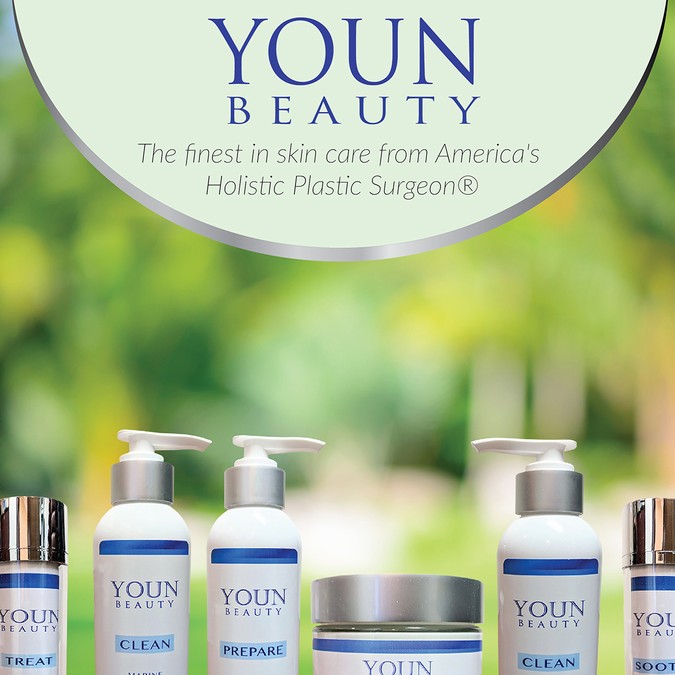 YOUN
BEAUTY
The finest in skin care from America's
Holistic Plastic Surgeon®
YOUN
BEAUTY
TREAT
YOUN
BEAUTY
CLEAN
MARINE
YOUN
BEAUTY
PREPARE
YOUN
YOUN
BEAUTY
CLEAN
YOU
BEAU
SOOT